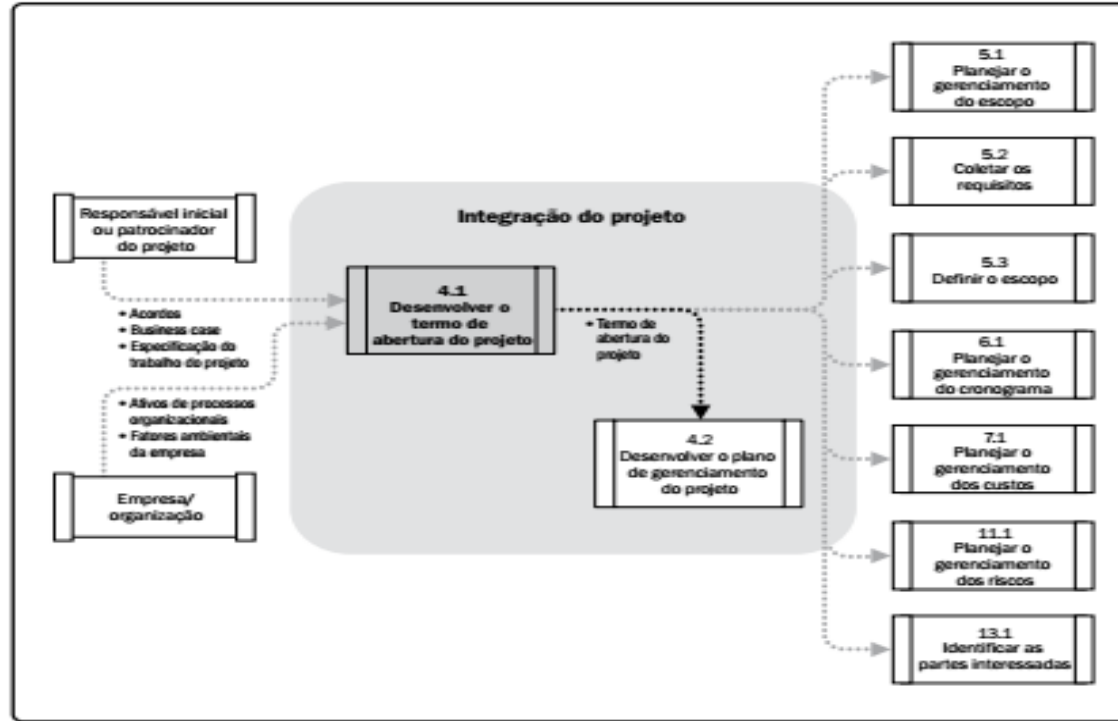 Responsável inicial
ou patrocinador
do projeto
• Acordos
• Business case
• Especificação do
trabalho do projeto
• Ativos de processos
organizacionais
• Fatores ambientais
da empresa
Empresa/
organização
Integração do projeto
4.1
Desenvolver o
termo de
abertura do projeto
• Termo de
abertura do
projeto
4.2
Desenvolver o plano
de gerenciamento
do projeto
5.1
Planejar o
gerenciamento
do escopo
5.2
Coletar os
requisitos
5.3
Definir o escopo
6.1
Planejar o
gerenciamento
do cronograma
7.1
Planejar o
gerenciamento
dos custos
11.1
Planejar o
gerenciamento
dos riscos
13.1
Identificar as
partes interessadas